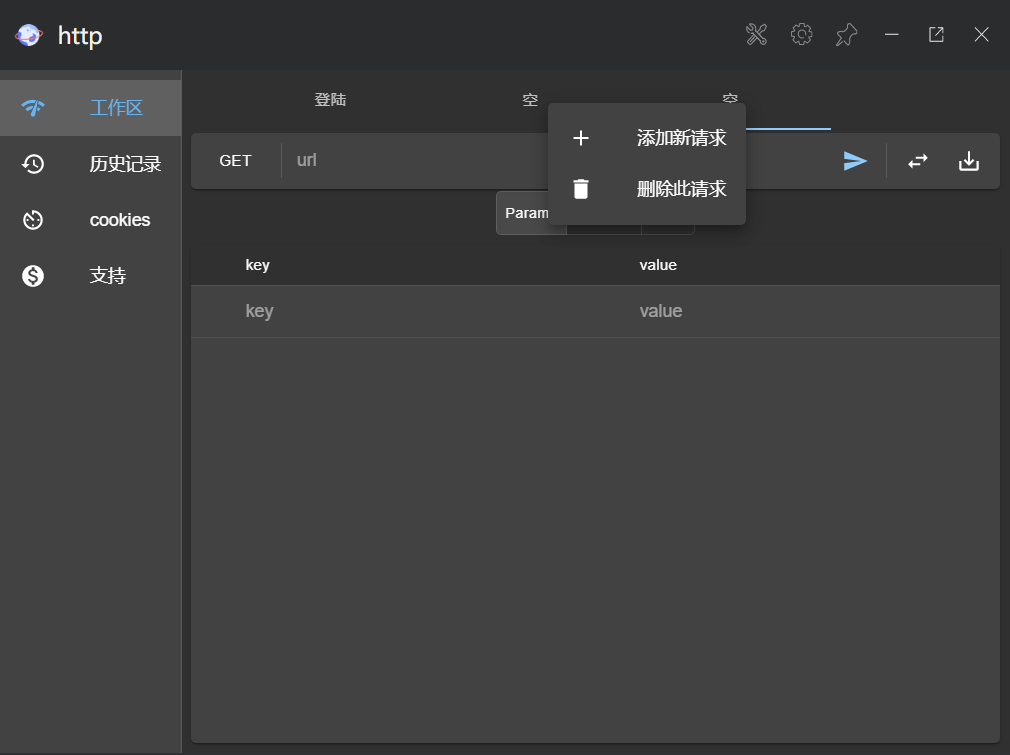 http
工作区
历史记录
cookies
支持
登陆
空
空
添加新请求
删除此请求
GET
url
Param
key
value
key
value